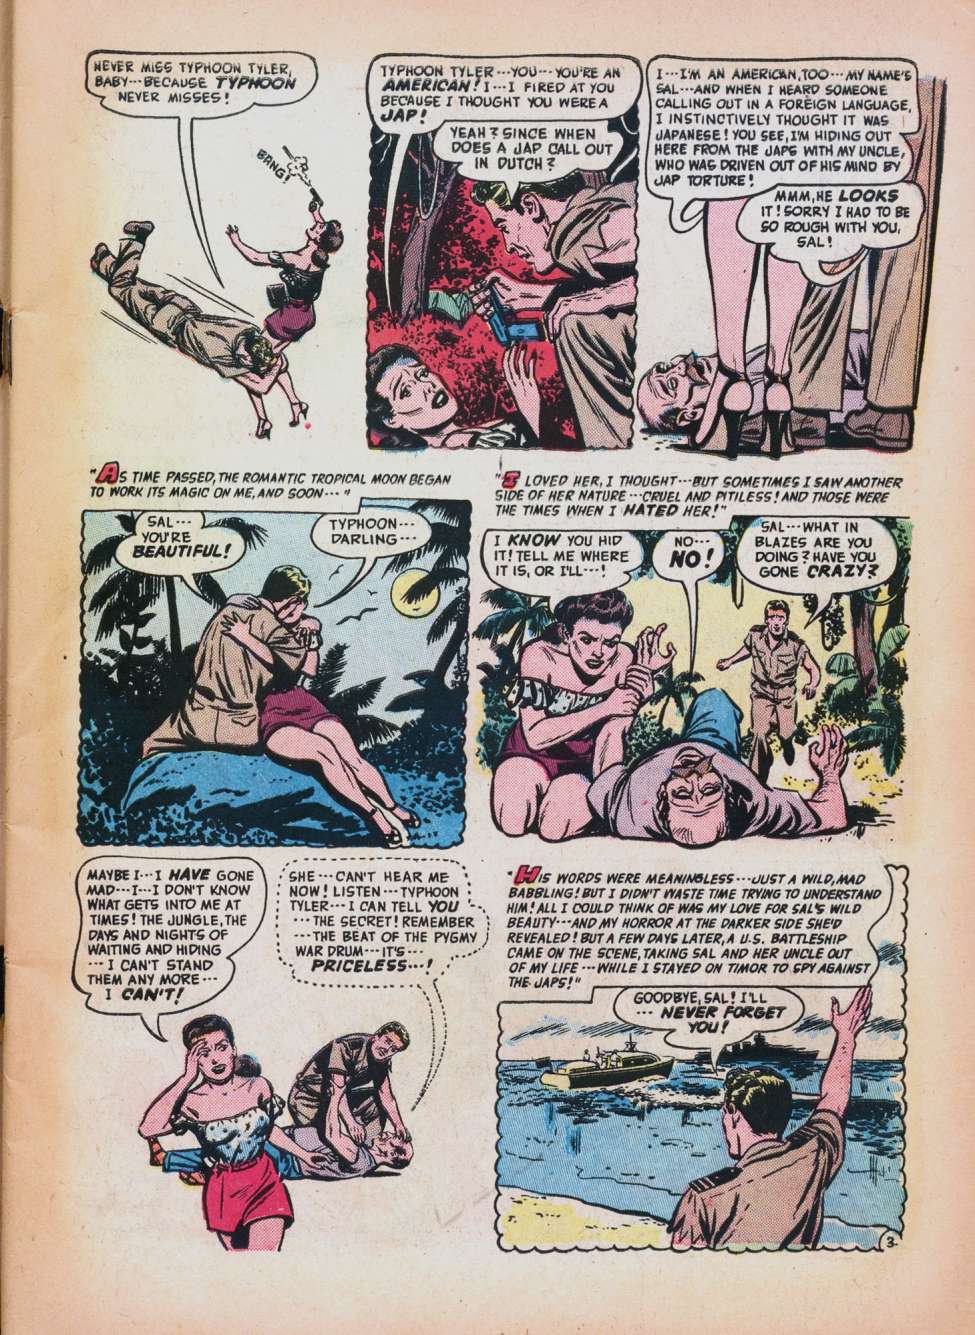 NEVER MISS TYPHOON TYLER,
BABY---BECAUSE TYPHOON
NEVER MISSES!
BANG!
TYPHOON TYLER---YOU---YOU'RE AN
AMERICAN! I---I FIRED AT YOU
BECAUSE I THOUGHT YOU WERE A
JAP!
YEAH? SINCE WHEN
DOES A JAP CALL OUT
IN DUTCH?
I---I'M AN AMERICAN, TOO---MY NAME'S
SAL---AND WHEN I HEARD SOMEONE
CALLING OUT IN A FOREIGN LANGUAGE,
I INSTINCTIVELY THOUGHT IT WAS
JAPANESE! YOU SEE, I'M HIDING OUT
HERE FROM THE JAPS WITH MY UNCLE,
WHO WAS DRIVEN OUT OF HIS MIND BY
JAP TORTURE!
MMM, HE LOOKS
IT! SORRY I HAD TO BE
SO ROUGH WITH YOU,
SAL!
"AS TIME PASSED, THE ROMANTIC TROPICAL MOON BEGAN
TO WORK ITS MAGIC ON ME, AND SOON---"
SAL---
YOU'RE
BEAUTIFUL!
TYPHOON---
DARLING---
"I LOVED HER, I THOUGHT---BUT SOMETIMES I SAW ANOTHER
SIDE OF HER NATURE---CRUEL AND PITILESS! AND THOSE WERE
THE TIMES WHEN I HATED HER!"
I KNOW YOU HID
IT! TELL ME WHERE
IT IS, OR I'LL---!
NO---
NO!
SAL---WHAT IN
BLAZES ARE YOU
DOING? HAVE YOU
GONE CRAZY?
MAYBE I---I HAVE GONE
MAD---I---I DON'T KNOW
WHAT GETS INTO ME AT
TIMES! THE JUNGLE, THE
DAYS AND NIGHTS OF
WAITING AND HIDING
---I CAN'T STAND
THEM ANY MORE---
I CAN'T!
SHE---CAN'T HEAR ME
NOW! LISTEN---TYPHOON
TYLER---I CAN TELL YOU
---THE SECRET! REMEMBER
---THE BEAT OF THE PYGMY
WAR DRUM---IT'S---
PRICELESS---!
"HIS WORDS WERE MEANINGLESS---JUST A WILD, MAD
BABBLING! BUT I DIDN'T WASTE TIME TRYING TO UNDERSTAND
HIM! ALL I COULD THINK OF WAS MY LOVE FOR SAL'S WILD
BEAUTY---AND MY HORROR AT THE DARKER SIDE SHE'D
REVEALED! BUT A FEW DAYS LATER, A U.S. BATTLESHIP
CAME ON THE SCENE, TAKING SAL AND HER UNCLE OUT
OF MY LIFE---WHILE I STAYED ON TIMOR TO SPY AGAINST
THE JAPS!"
GOODBYE, SAL! I'LL
---NEVER FORGET
YOU!
3